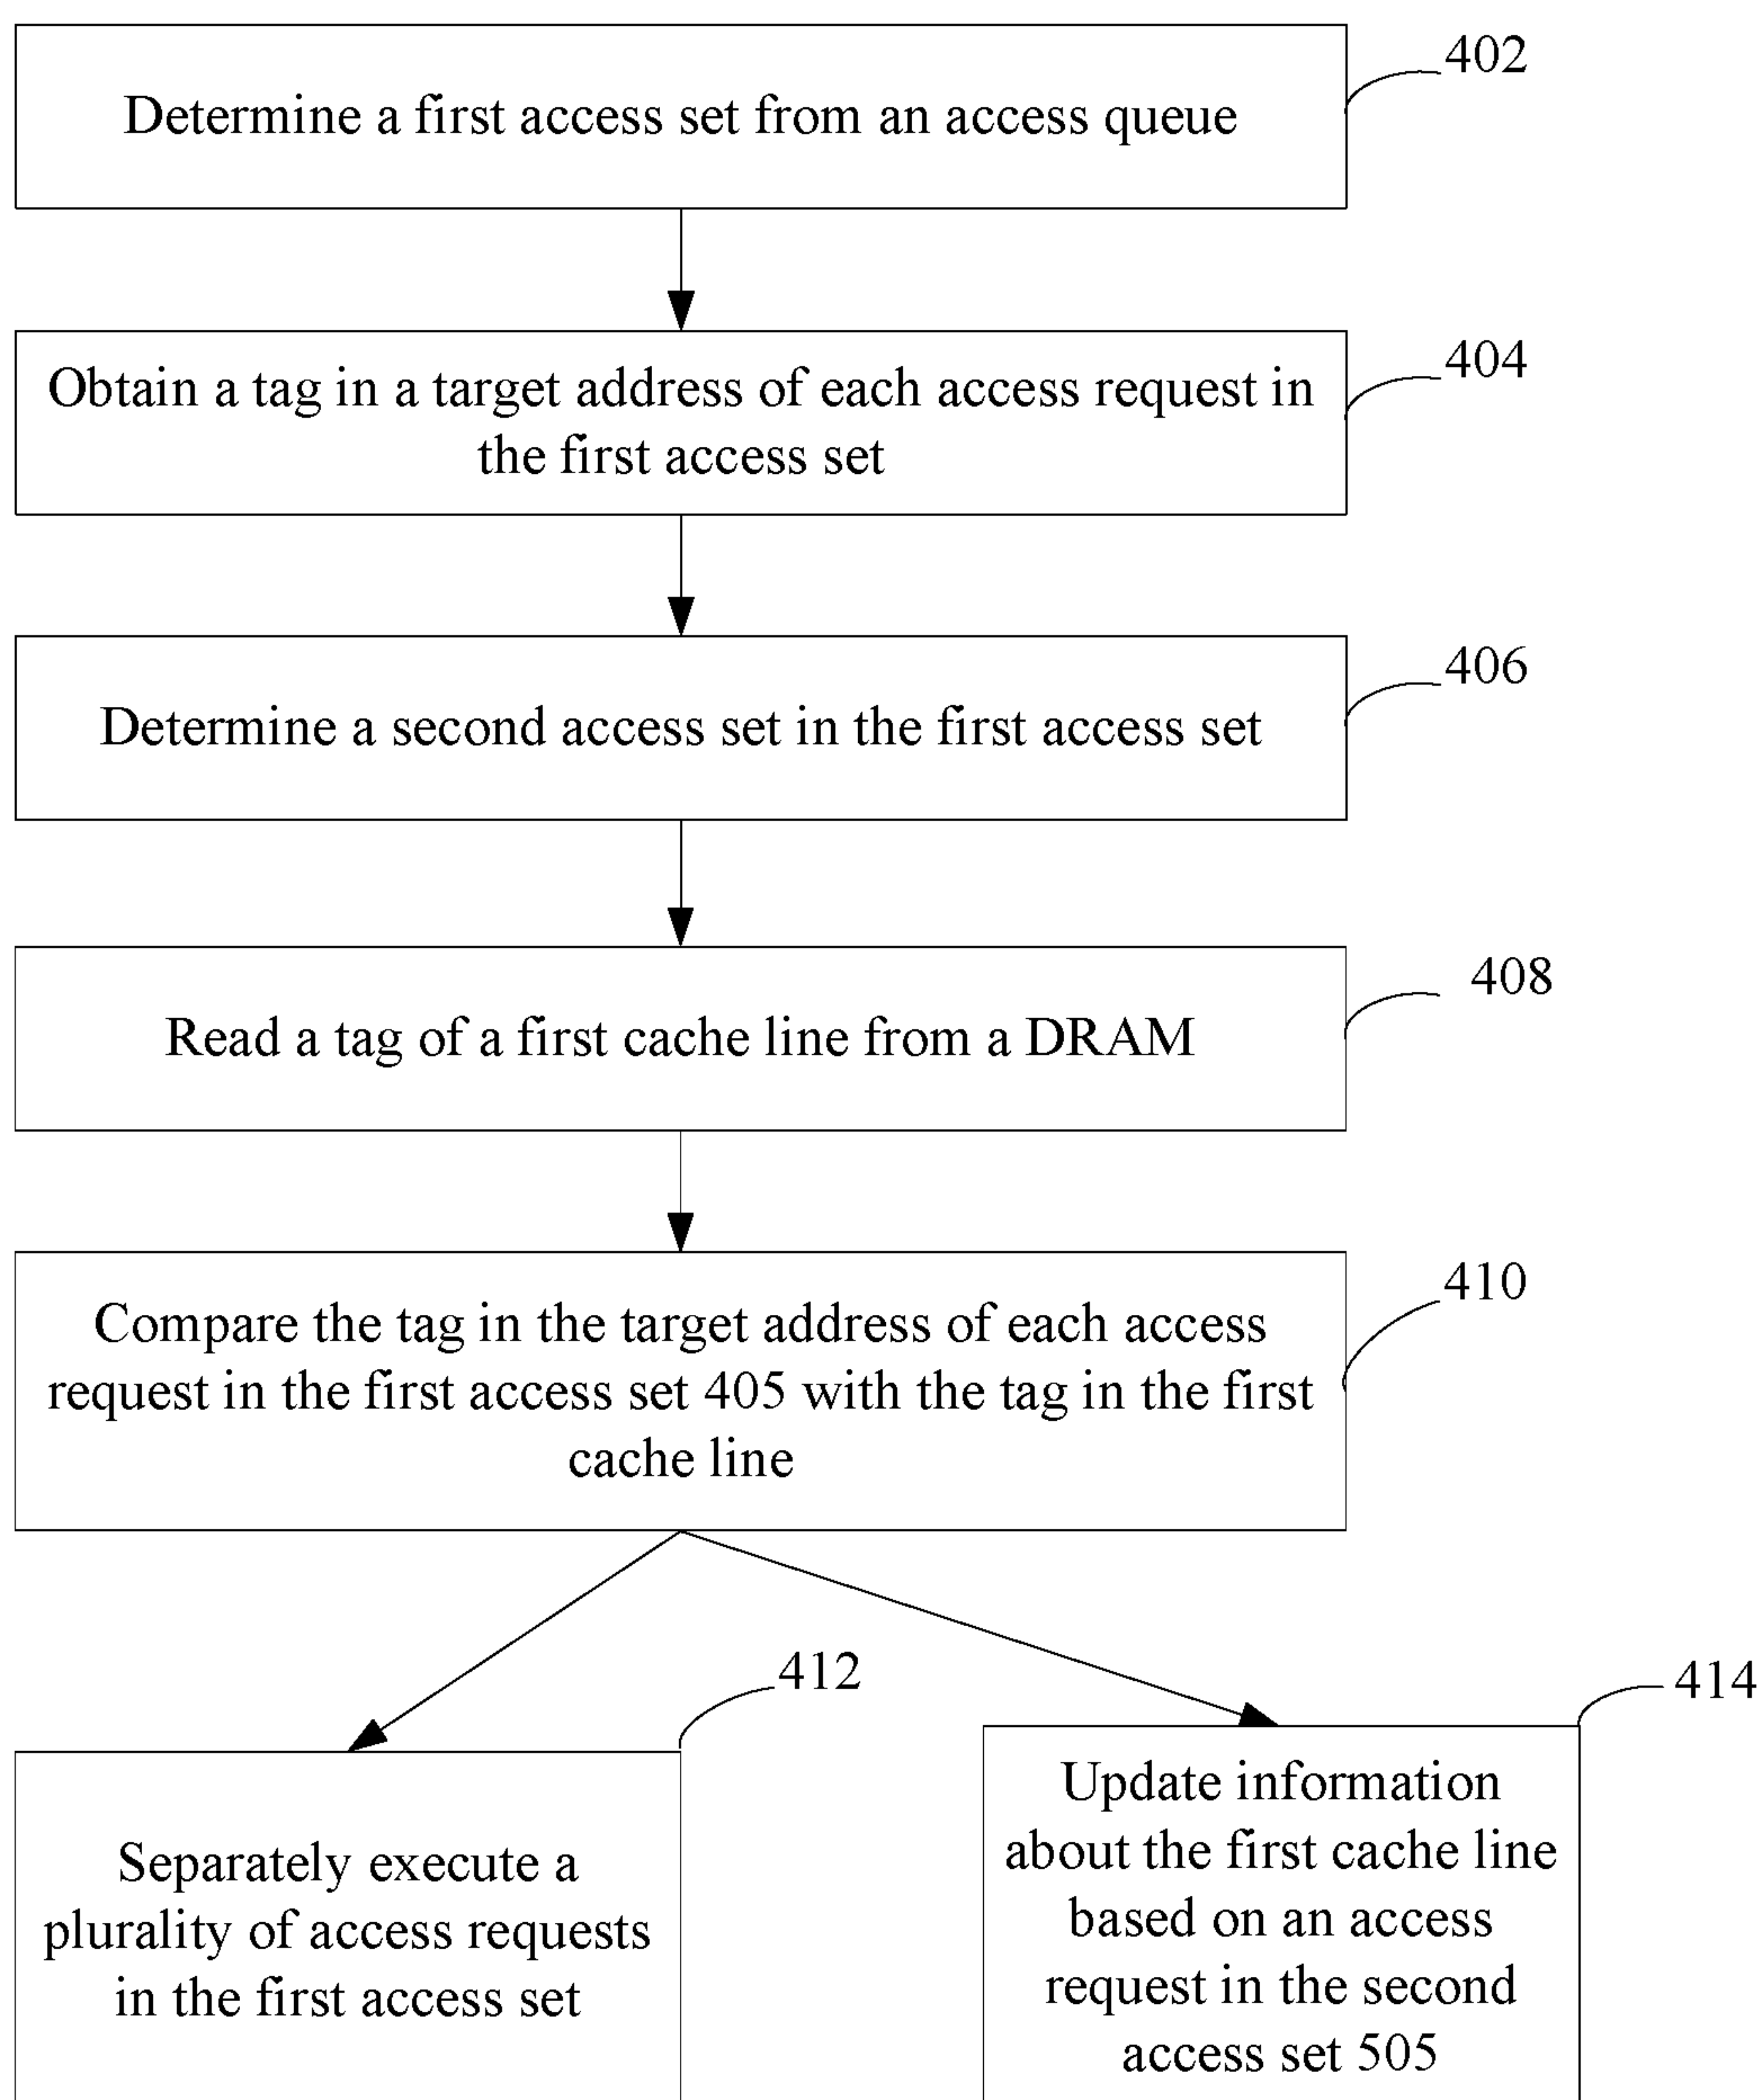 402
Determine a first access set from an access queue
404
Obtain a tag in a target address of each access request in
the first access set
406
Determine a second access set in the first access set
408
Read a tag of a first cache line from a DRAM
410
Compare the tag in the target address of each access
request in the first access set 405 with the tag in the first
cache line
412
414
Separately execute a
plurality of access requests
in the first access set
Update information
about the first cache line
based on an access
request in the second
access set 505